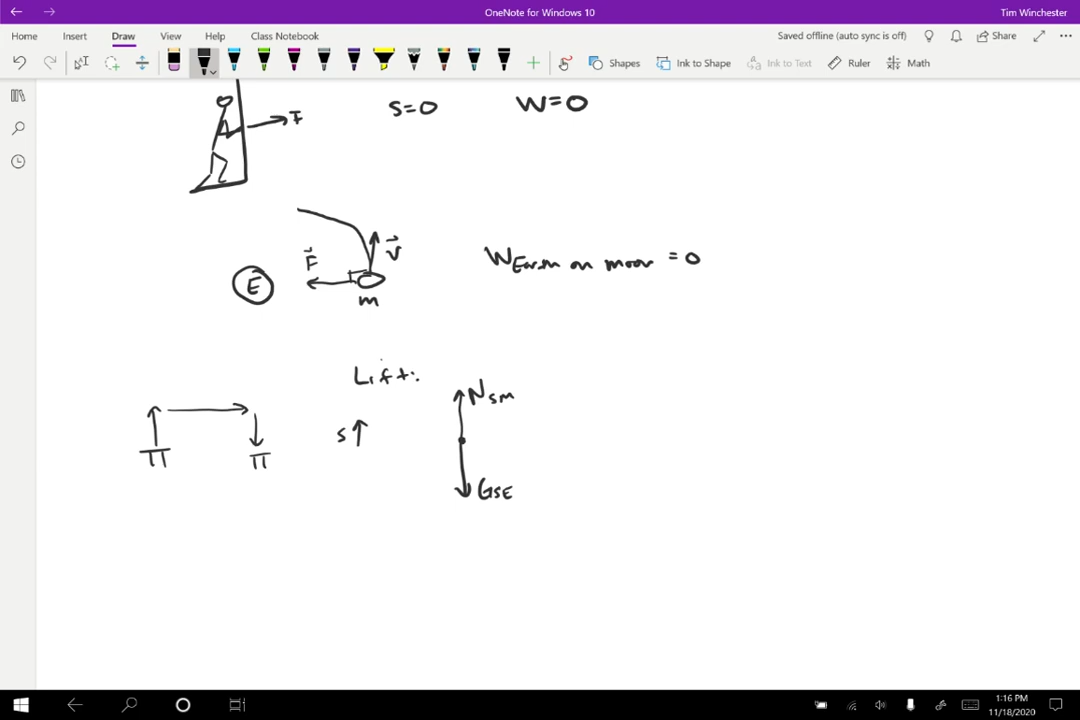 OneNote for Windows 10
Tim Winchester
Home Insert Draw View Help Class Notebook
Saved offline (auto sync is off) Share
Shapes Ink to Shape Ink to Text Ruler Math
F S=0 W=0
F V
E
m
W Earth on moon = 0
Lift:
S↑
N SM
G SE
1:16 PM
11/18/2020